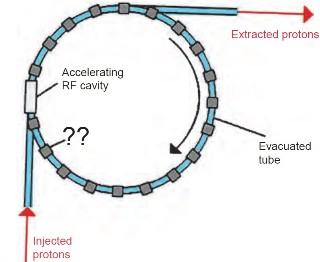 Extracted protons
Accelerating
RF cavity
??
Evacuated
tube
Injected
protons